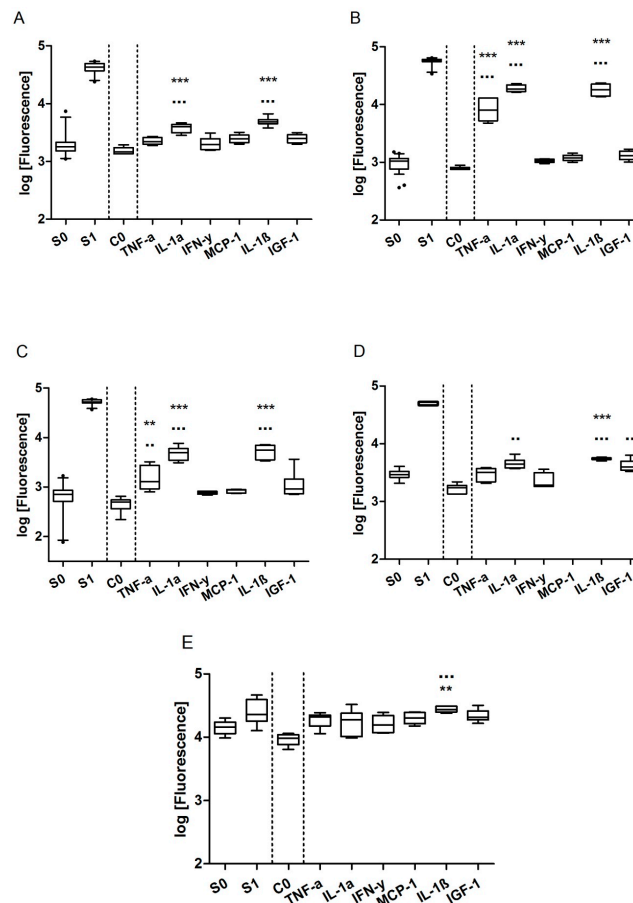 A
log [Fluorescence]
5
4
3
2
*** ***
... ...
S0 S1 C0 TNF-a IL-1a IFN-y MCP-1 IL-1ß IGF-1
B
log [Fluorescence]
5
4
3
2
*** *** ***
... ... ...
S0 S1 C0 TNF-a IL-1a IFN-y MCP-1 IL-1ß IGF-1
C
log [Fluorescence]
5
4
3
2
** *** ***
.. ... ...
S0 S1 C0 TNF-a IL-1a IFN-y MCP-1 IL-1ß IGF-1
D
log [Fluorescence]
5
4
3
2
***
.. ... ..
S0 S1 C0 TNF-a IL-1a IFN-y MCP-1 IL-1ß IGF-1
E
log [Fluorescence]
5
4
3
2
...
**
S0 S1 C0 TNF-a IL-1a IFN-y MCP-1 IL-1ß IGF-1